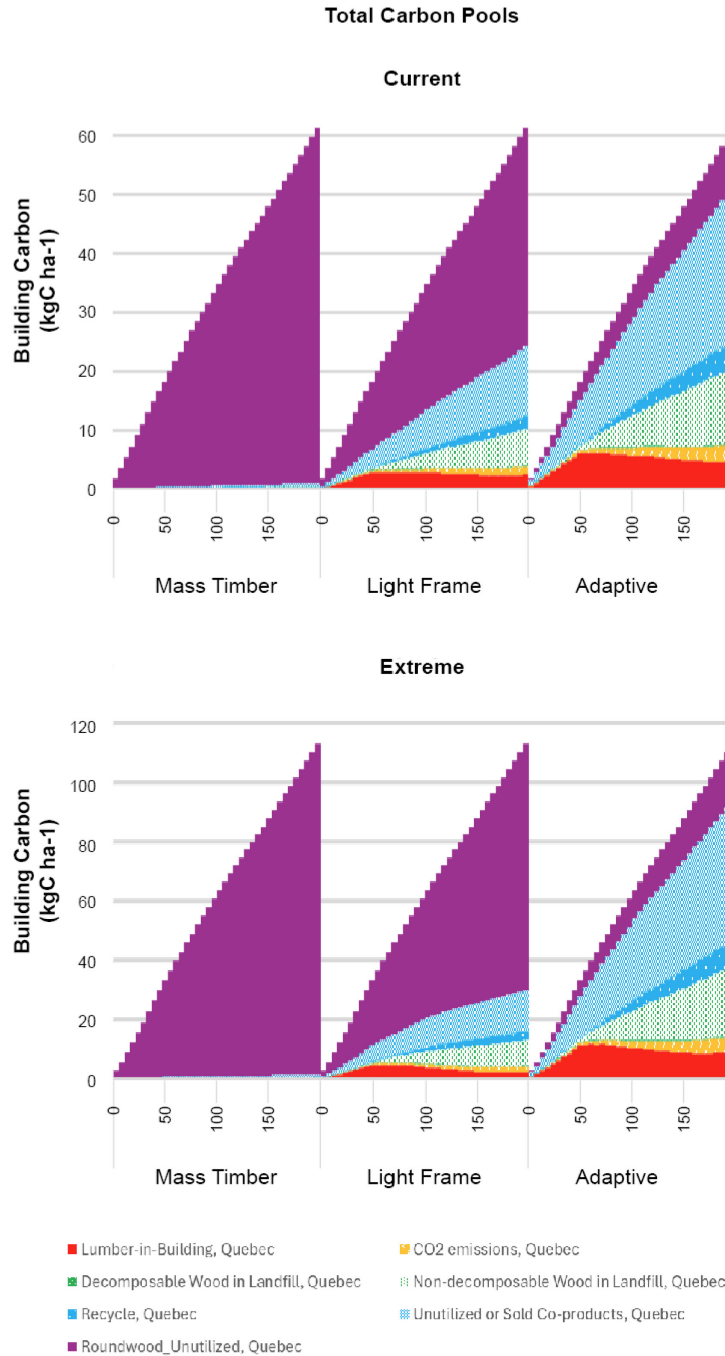 Total Carbon Pools
Current
Building Carbon
(kgC ha-1)
60
50
40
30
20
10
0
0 50 100 150 0 50 100 150 0 50 100 150
Mass Timber Light Frame Adaptive
Extreme
Building Carbon
(kgC ha-1)
120
100
80
60
40
20
0
0 50 100 150 0 50 100 150 0 50 100 150
Mass Timber Light Frame Adaptive
Lumber-in-Building, Quebec CO2 emissions, Quebec
Decomposable Wood in Landfill, Quebec Non-decomposable Wood in Landfill, Quebec
Recycle, Quebec Unutilized or Sold Co-products, Quebec
Roundwood_Unutilized, Quebec